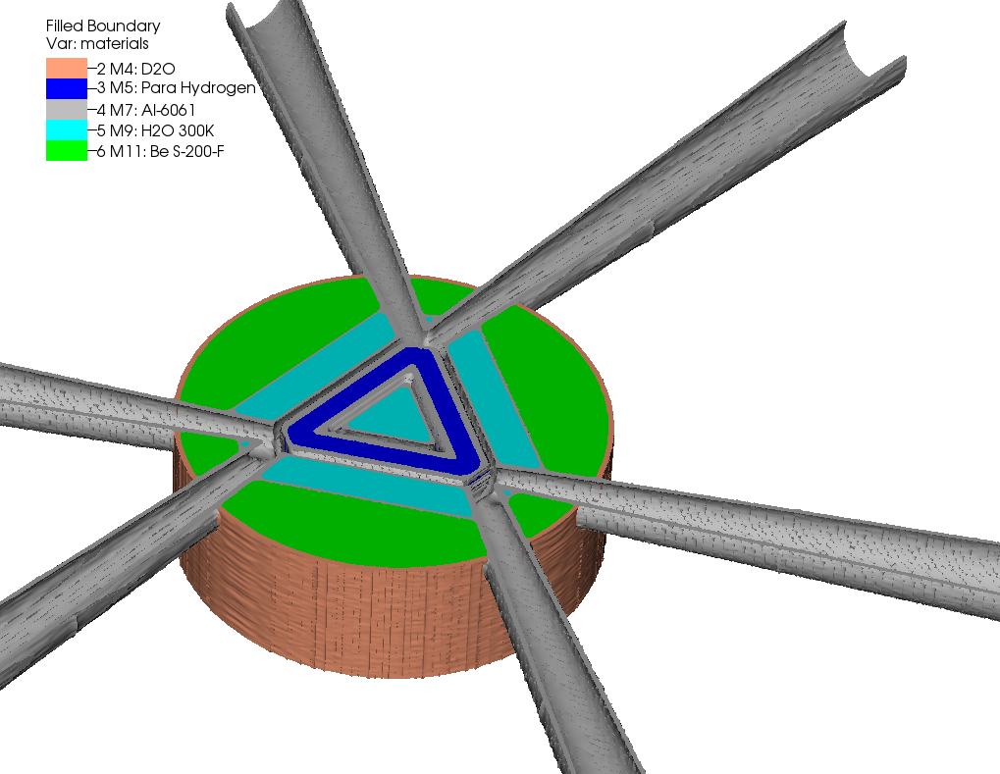 Filled Boundary
Var: materials
2 M4: D2O
3 M5: Para Hydrogen
4 M7: Al-6061
5 M9: H2O 300K
6 M11: Be S-200-F